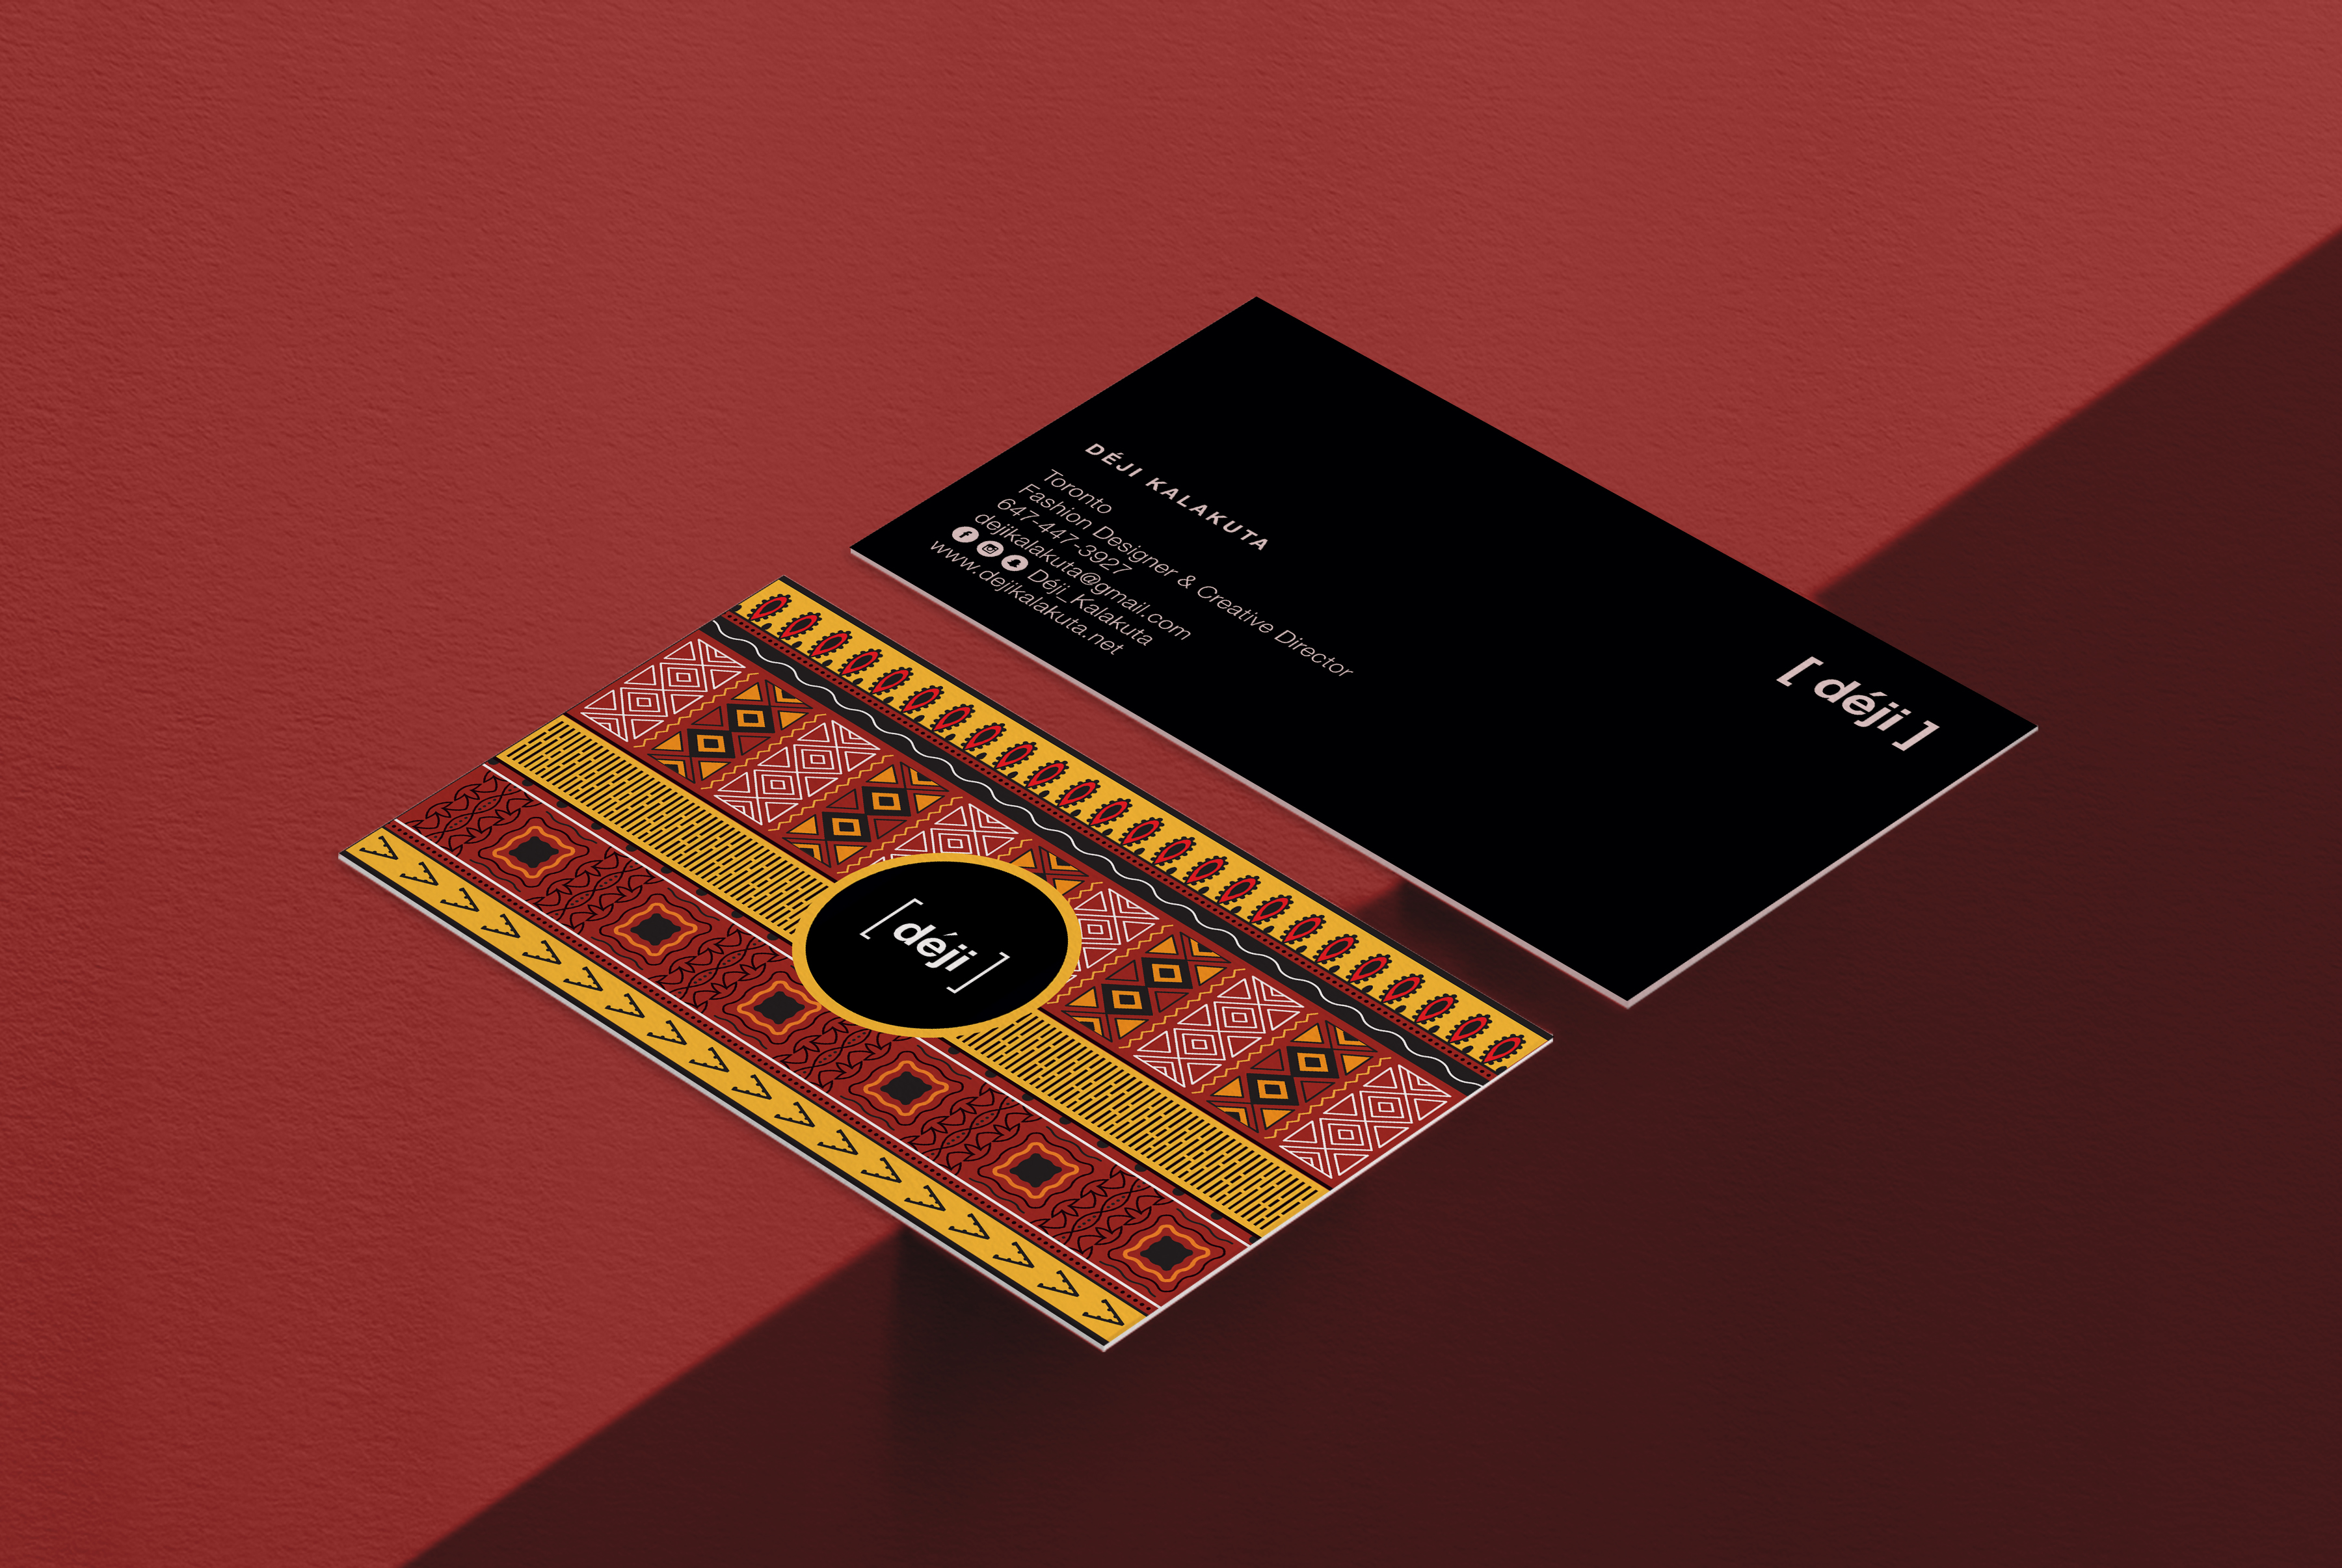 DÉJI KALAKUTA
Toronto
Fashion Designer & Creative Director
647-447-3927
dejikalakuta@gmail.com
Déji_Kalakuta
www.dejikalakuta.net
[ déji ]
[ déji ]